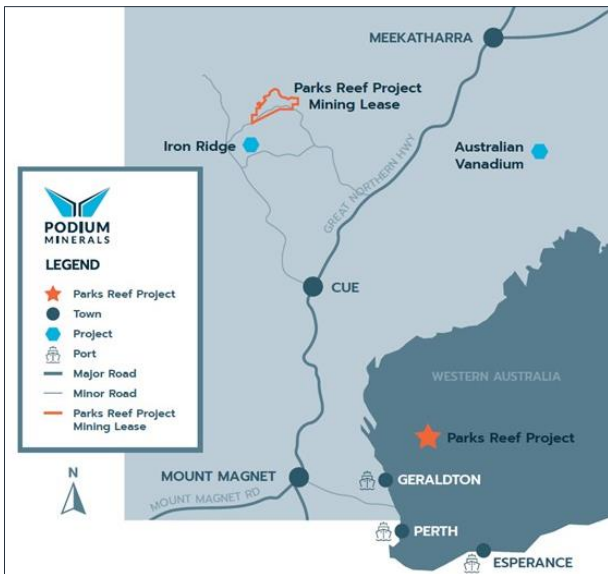 MEEKATHARRA
Parks Reef Project
Mining Lease
Iron Ridge
Australian
Vanadium
GREAT NORTHERN HWY
PODIUM
MINERALS
LEGEND
Parks Reef Project
Town
Project
Port
Major Road
Minor Road
Parks Reef Project
Mining Lease
CUE
WESTERN AUSTRALIA
Parks Reef Project
N
MOUNT MAGNET
MOUNT MAGNET RD
GERALDTON
PERTH
ESPERANCE